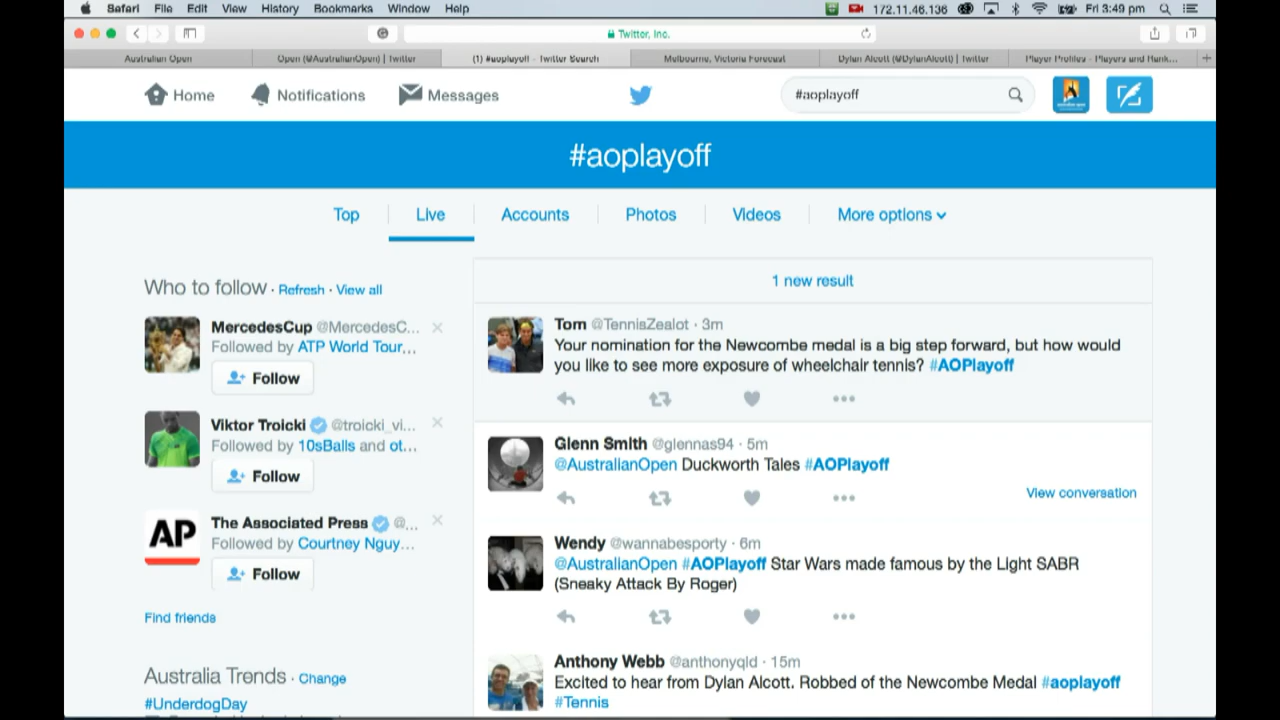 Safari File Edit View History Bookmarks Window Help 172.11.46.136 Fri 3:49 pm
Twitter, Inc.
Australian Open Open (@AustralianOpen) | Twitter (1) #aoplayoff - Twitter Search Melbourne, Victoria Forecast Dylan Alcott (@DylanAlcott) | Twitter Player Profiles - Players and Rank...
Home Notifications Messages #aoplayoff
#aoplayoff
Top Live Accounts Photos Videos More options
Who to follow · Refresh · View all
MercedesCup @MercedesC...
Followed by ATP World Tour...
Follow
Viktor Troicki @troicki_vi...
Followed by 10sBalls and ot...
Follow
AP
The Associated Press @...
Followed by Courtney Nguy...
Follow
Find friends
Australia Trends · Change
#UnderdogDay
1 new result
Tom @TennisZealot · 3m
Your nomination for the Newcombe medal is a big step forward, but how would
you like to see more exposure of wheelchair tennis? #AOPlayoff
Glenn Smith @glennas94 · 5m
@AustralianOpen Duckworth Tales #AOPlayoff
View conversation
Wendy @wannabesporty · 6m
@AustralianOpen #AOPlayoff Star Wars made famous by the Light SABR
(Sneaky Attack By Roger)
Anthony Webb @anthonyqld · 15m
Excited to hear from Dylan Alcott. Robbed of the Newcombe Medal #aoplayoff
#Tennis